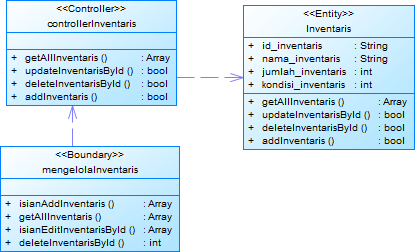 <<Controller>>
controllerInventaris
+ getAllInventaris () : Array
+ updateInventarisById () : bool
+ deleteInventarisById () : bool
+ addInventaris () : bool
<<Entity>>
Inventaris
+ id_inventaris : String
+ nama_inventaris : String
+ jumlah_inventaris : int
+ kondisi_inventaris : int
+ getAllInventaris () : Array
+ updateInventarisById () : bool
+ deleteInventarisById () : bool
+ addInventaris () : bool
<<Boundary>>
mengelolaInventaris
+ isianAddInventaris () : Array
+ getAllInventaris () : Array
+ isianEditInventarisById () : Array
+ deleteInventarisById () : int